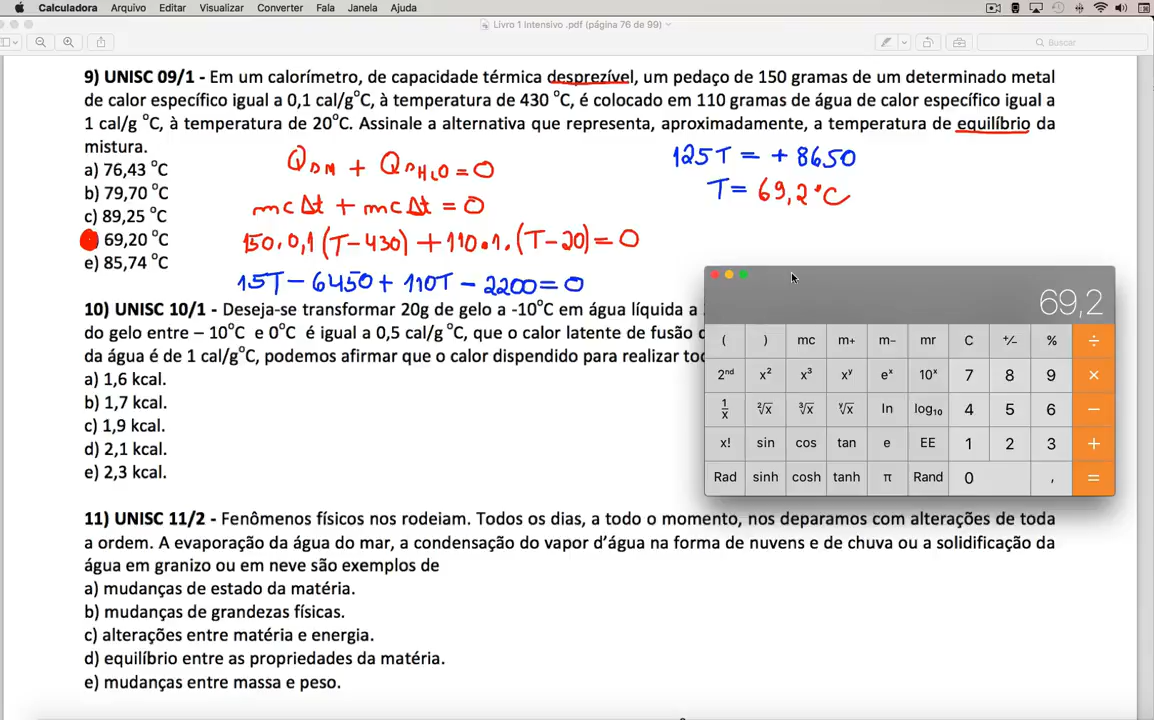 Calculadora Arquivo Editar Visualizar Converter Fala Janela Ajuda
Livro 1 Intensivo .pdf (página 76 de 99)
Buscar
9) UNISC 09/1 - Em um calorímetro, de capacidade térmica desprezível, um pedaço de 150 gramas de um determinado metal
de calor específico igual a 0,1 cal/g°C, à temperatura de 430 °C, é colocado em 110 gramas de água de calor específico igual a
1 cal/g °C, à temperatura de 20°C. Assinale a alternativa que representa, aproximadamente, a temperatura de equilíbrio da
mistura.
a) 76,43 °C
b) 79,70 °C
c) 89,25 °C
69,20 °C
e) 85,74 °C
Q_ΔM + Q_ΔH2O = 0
mcΔt + mcΔt = 0
150.0,1(T-430) + 110.1.(T-20) = 0
15T - 6450 + 110T - 2200 = 0
125T = + 8650
T = 69,2°C
10) UNISC 10/1 - Deseja-se transformar 20g de gelo a -10°C em água líquida a
do gelo entre – 10°C e 0°C é igual a 0,5 cal/g °C, que o calor latente de fusão
da água é de 1 cal/g°C, podemos afirmar que o calor dispendido para realizar
a) 1,6 kcal.
b) 1,7 kcal.
c) 1,9 kcal.
d) 2,1 kcal.
e) 2,3 kcal.
69,2
( ) mc m+ m- mr C +/- % ÷
2nd x² x³ xʸ eˣ 10ˣ 7 8 9 ×
1/x ²√x ³√x ʸ√x ln log₁₀ 4 5 6 −
x! sin cos tan e EE 1 2 3 +
Rad sinh cosh tanh π Rand 0 , =
11) UNISC 11/2 - Fenômenos físicos nos rodeiam. Todos os dias, a todo o momento, nos deparamos com alterações de toda
a ordem. A evaporação da água do mar, a condensação do vapor d’água na forma de nuvens e de chuva ou a solidificação da
água em granizo ou em neve são exemplos de
a) mudanças de estado da matéria.
b) mudanças de grandezas físicas.
c) alterações entre matéria e energia.
d) equilíbrio entre as propriedades da matéria.
e) mudanças entre massa e peso.